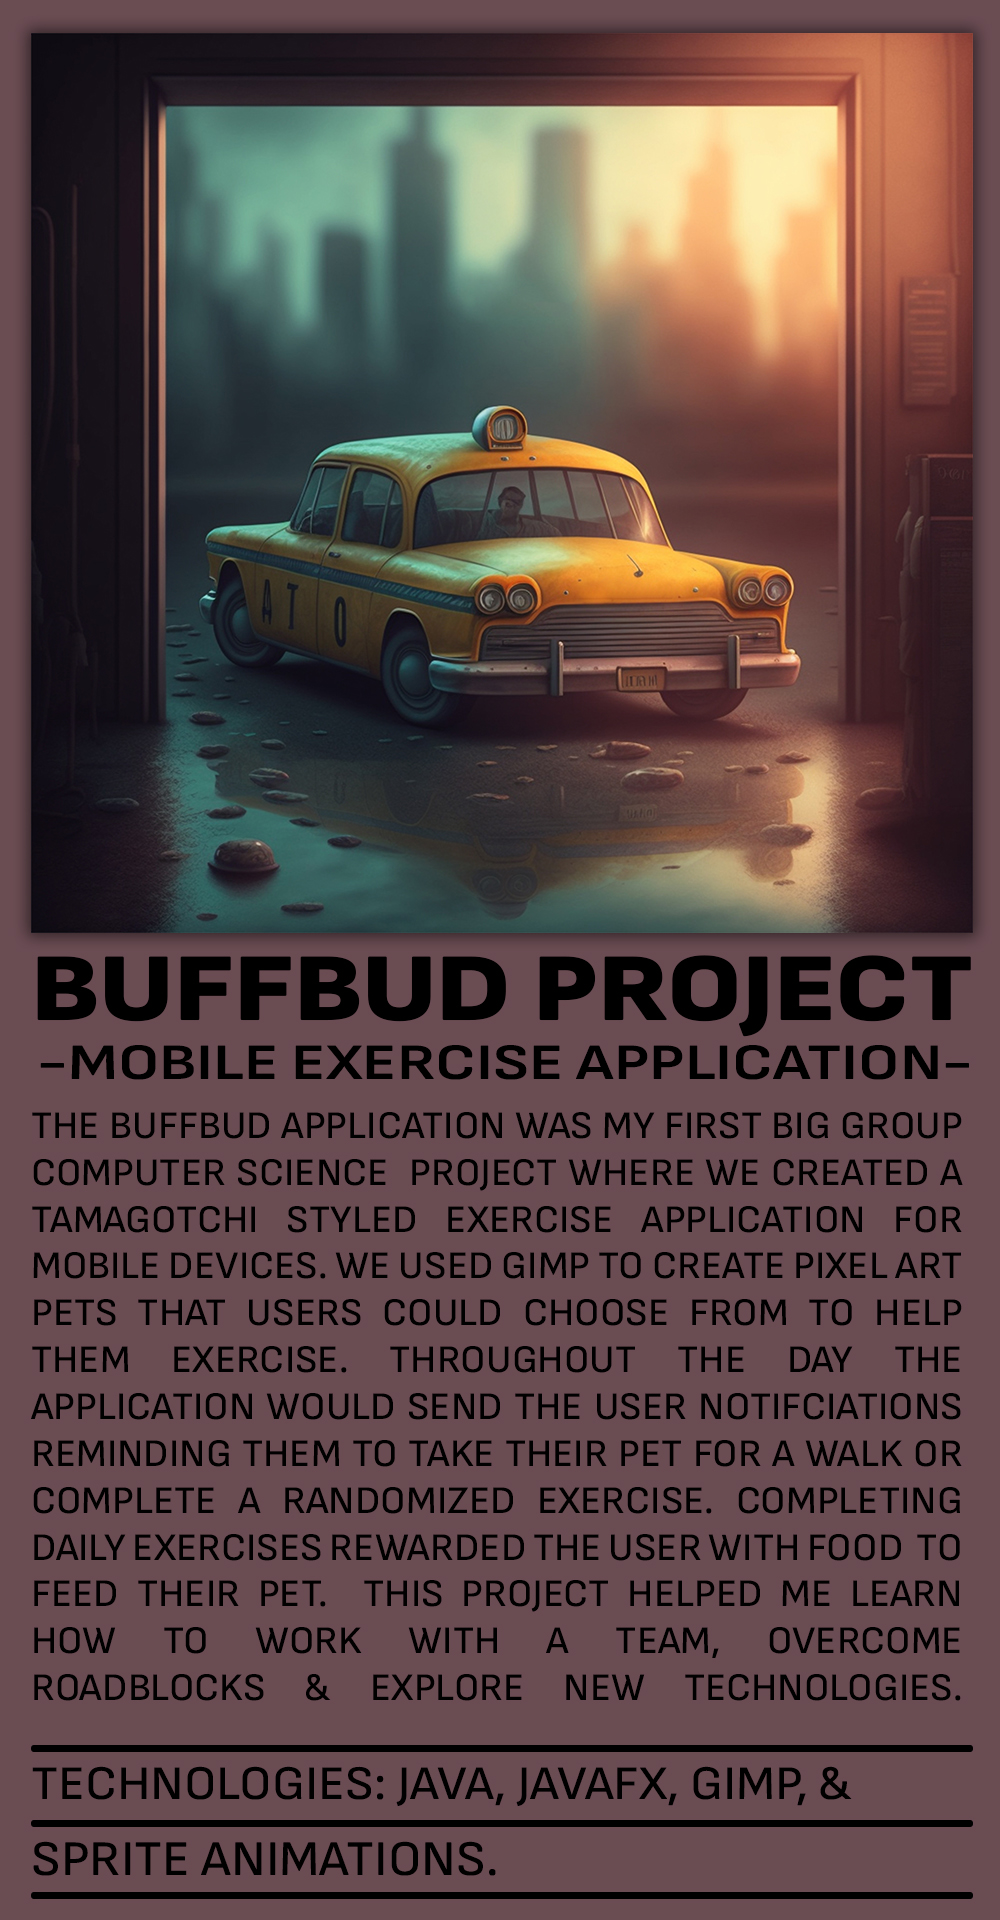 A T O
BUFFBUD PROJECT
–MOBILE EXERCISE APPLICATION–
THE BUFFBUD APPLICATION WAS MY FIRST BIG GROUP
COMPUTER SCIENCE PROJECT WHERE WE CREATED A
TAMAGOTCHI STYLED EXERCISE APPLICATION FOR
MOBILE DEVICES. WE USED GIMP TO CREATE PIXEL ART
PETS THAT USERS COULD CHOOSE FROM TO HELP
THEM EXERCISE. THROUGHOUT THE DAY THE
APPLICATION WOULD SEND THE USER NOTIFCIATIONS
REMINDING THEM TO TAKE THEIR PET FOR A WALK OR
COMPLETE A RANDOMIZED EXERCISE. COMPLETING
DAILY EXERCISES REWARDED THE USER WITH FOOD TO
FEED THEIR PET. THIS PROJECT HELPED ME LEARN
HOW TO WORK WITH A TEAM, OVERCOME
ROADBLOCKS & EXPLORE NEW TECHNOLOGIES.
TECHNOLOGIES: JAVA, JAVAFX, GIMP, &
SPRITE ANIMATIONS.